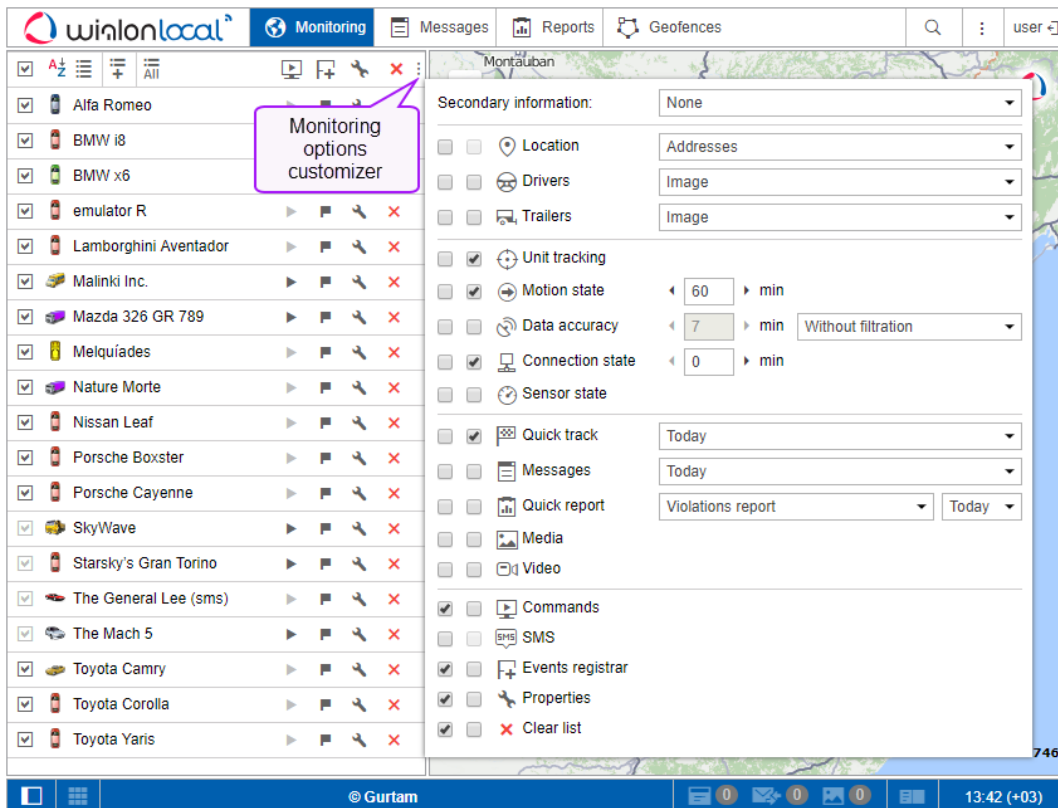 wialon local
Monitoring
Messages
Reports
Geofences
user
A Z
All
Montauban
Monitoring
options
customizer
Alfa Romeo
BMW i8
BMW x6
emulator R
Lamborghini Aventador
Malinki Inc.
Mazda 326 GR 789
Melquíades
Nature Morte
Nissan Leaf
Porsche Boxster
Porsche Cayenne
SkyWave
Starsky's Gran Torino
The General Lee (sms)
The Mach 5
Toyota Camry
Toyota Corolla
Toyota Yaris
Secondary information: None
Location Addresses
Drivers Image
Trailers Image
Unit tracking
Motion state 60 min
Data accuracy 7 min Without filtration
Connection state 0 min
Sensor state
Quick track Today
Messages Today
Quick report Violations report Today
Media
Video
Commands
SMS SMS
Events registrar
Properties
Clear list
746
© Gurtam
0 0 0
13:42 (+03)